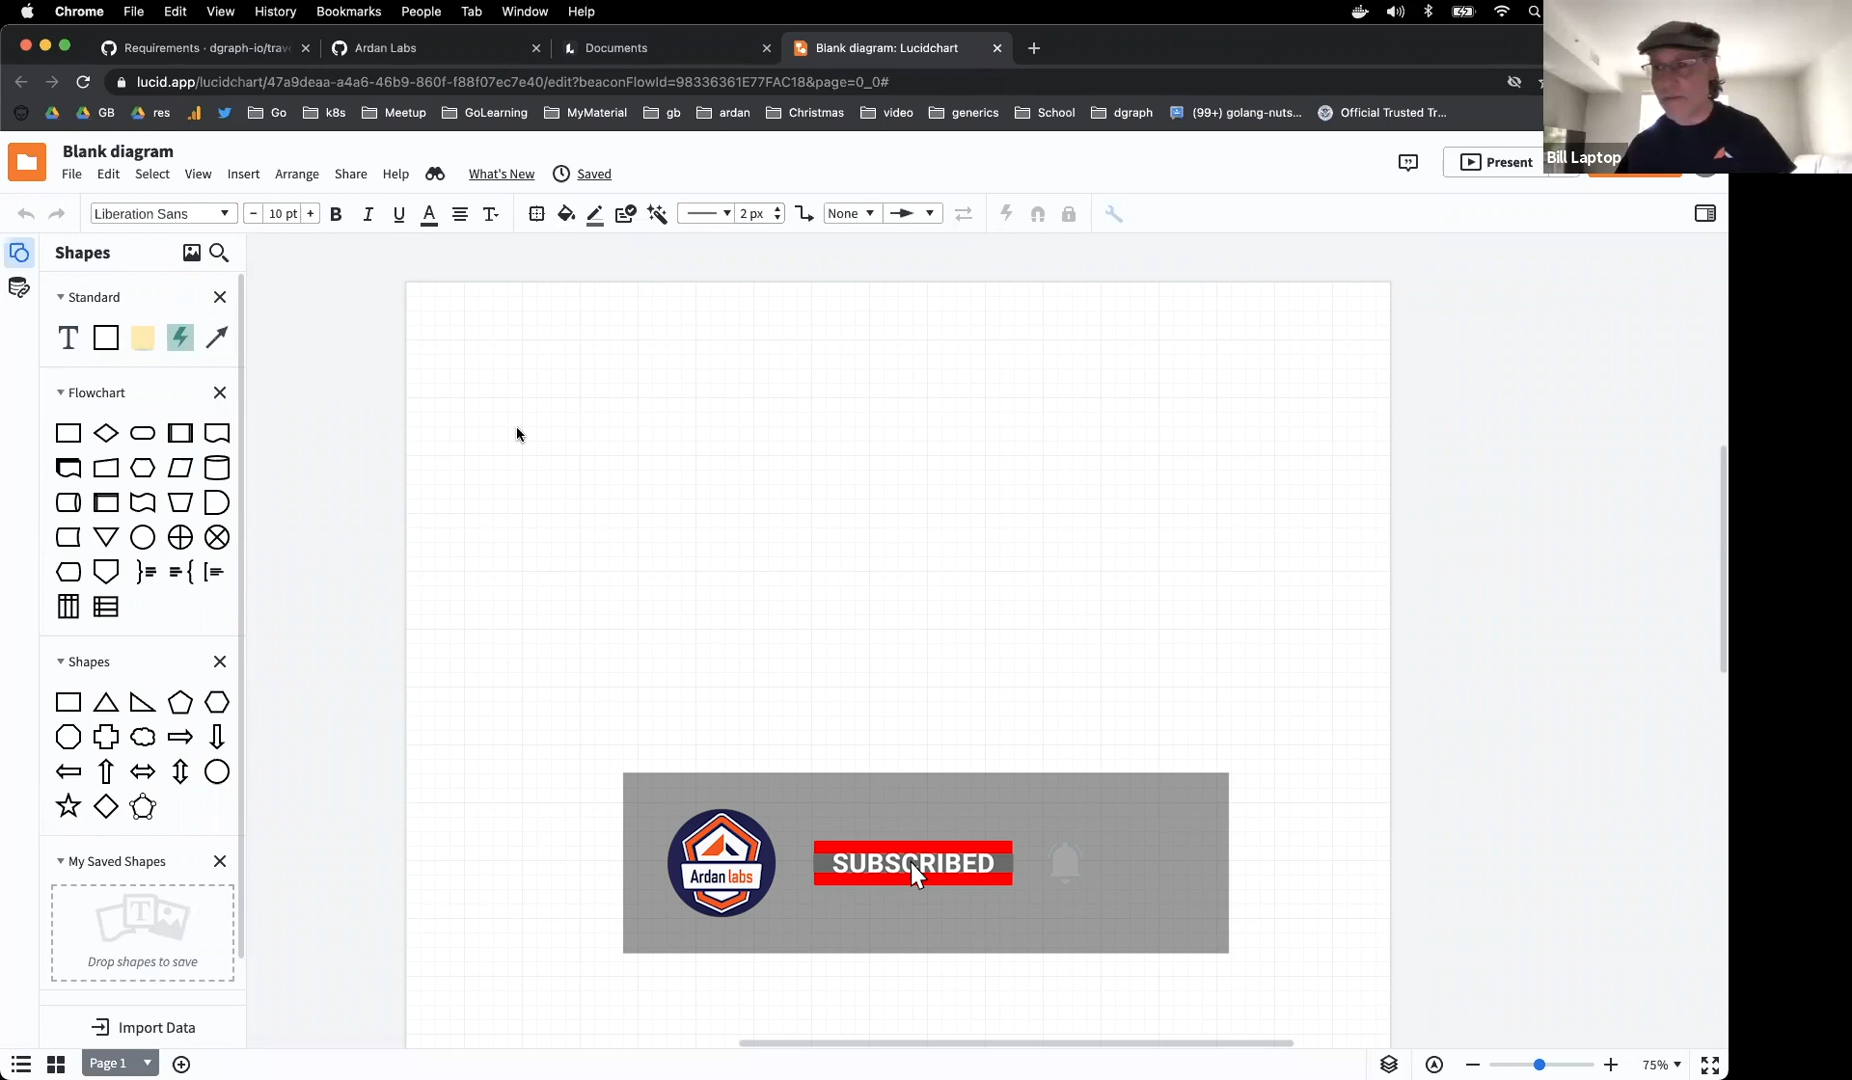 Chrome File Edit View History Bookmarks People Tab Window Help
Requirements · dgraph-io/trav
Ardan Labs
Documents
Blank diagram: Lucidchart
lucid.app/lucidchart/47a9deaa-a4a6-46b9-860f-f88f07ec7e40/edit?beaconFlowId=98336361E77FAC18&page=0_0#
GB res Go k8s Meetup GoLearning MyMaterial gb ardan Christmas video generics School dgraph (99+) golang-nuts... Official Trusted Tr...
Bill Laptop
Blank diagram
File Edit Select View Insert Arrange Share Help What's New Saved
Present
Liberation Sans
− 10 pt +
B I U A T
2 px
None
Shapes
Standard
T
Flowchart
Shapes
My Saved Shapes
T
Drop shapes to save
Import Data
Ardan labs
SUBSCRIBED
Page 1
75%